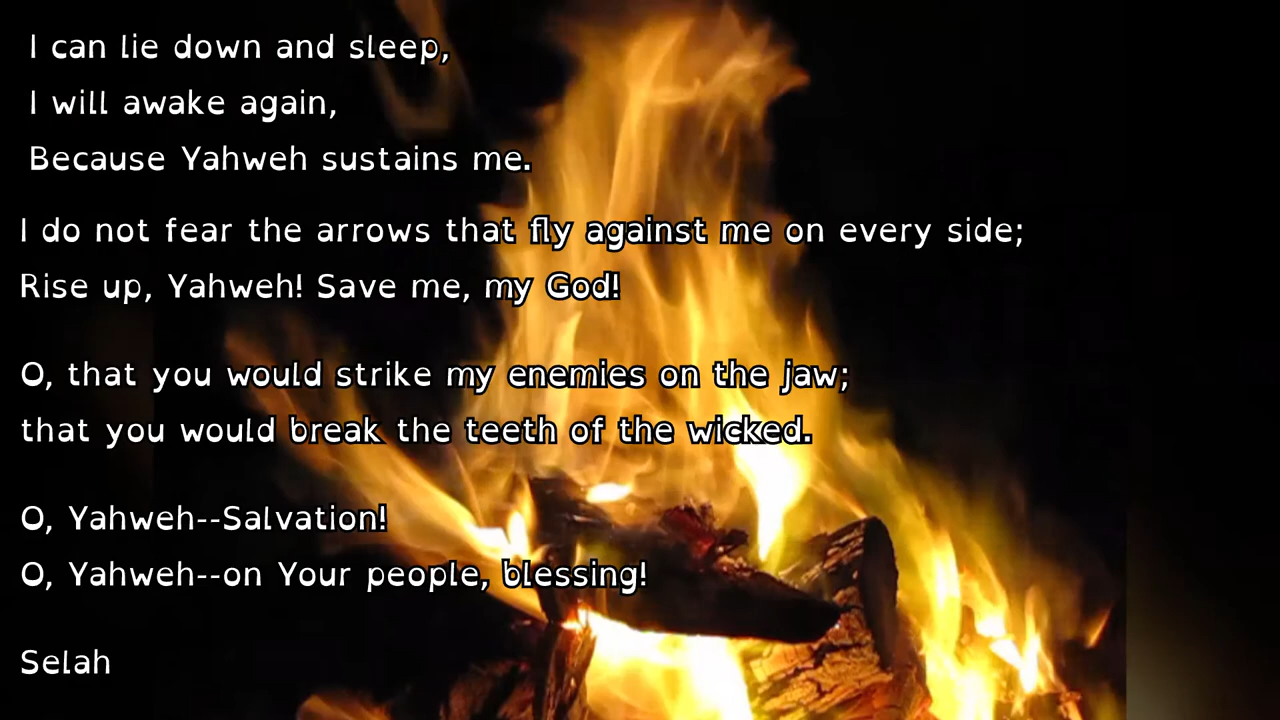 I can lie down and sleep,
I will awake again,
Because Yahweh sustains me.
I do not fear the arrows that fly against me on every side;
Rise up, Yahweh! Save me, my God!
O, that you would strike my enemies on the jaw;
that you would break the teeth of the wicked.
O, Yahweh--Salvation!
O, Yahweh--on Your people, blessing!
Selah